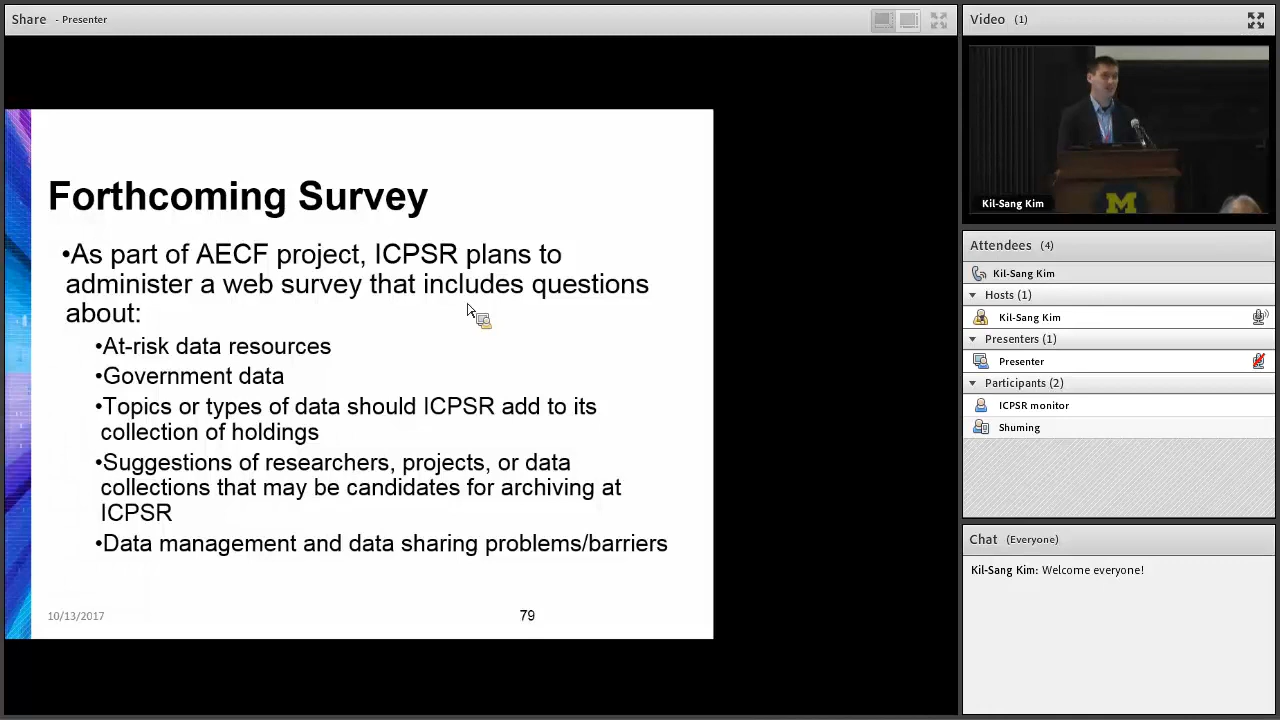 Share - Presenter
Forthcoming Survey
•As part of AECF project, ICPSR plans to
administer a web survey that includes questions
about:
•At-risk data resources
•Government data
•Topics or types of data should ICPSR add to its
collection of holdings
•Suggestions of researchers, projects, or data
collections that may be candidates for archiving at
ICPSR
•Data management and data sharing problems/barriers
10/13/2017
79
Video (1)
M
Kil-Sang Kim
Attendees (4)
Kil-Sang Kim
Hosts (1)
Kil-Sang Kim
Presenters (1)
Presenter
Participants (2)
ICPSR monitor
Shuming
Chat (Everyone)
Kil-Sang Kim: Welcome everyone!